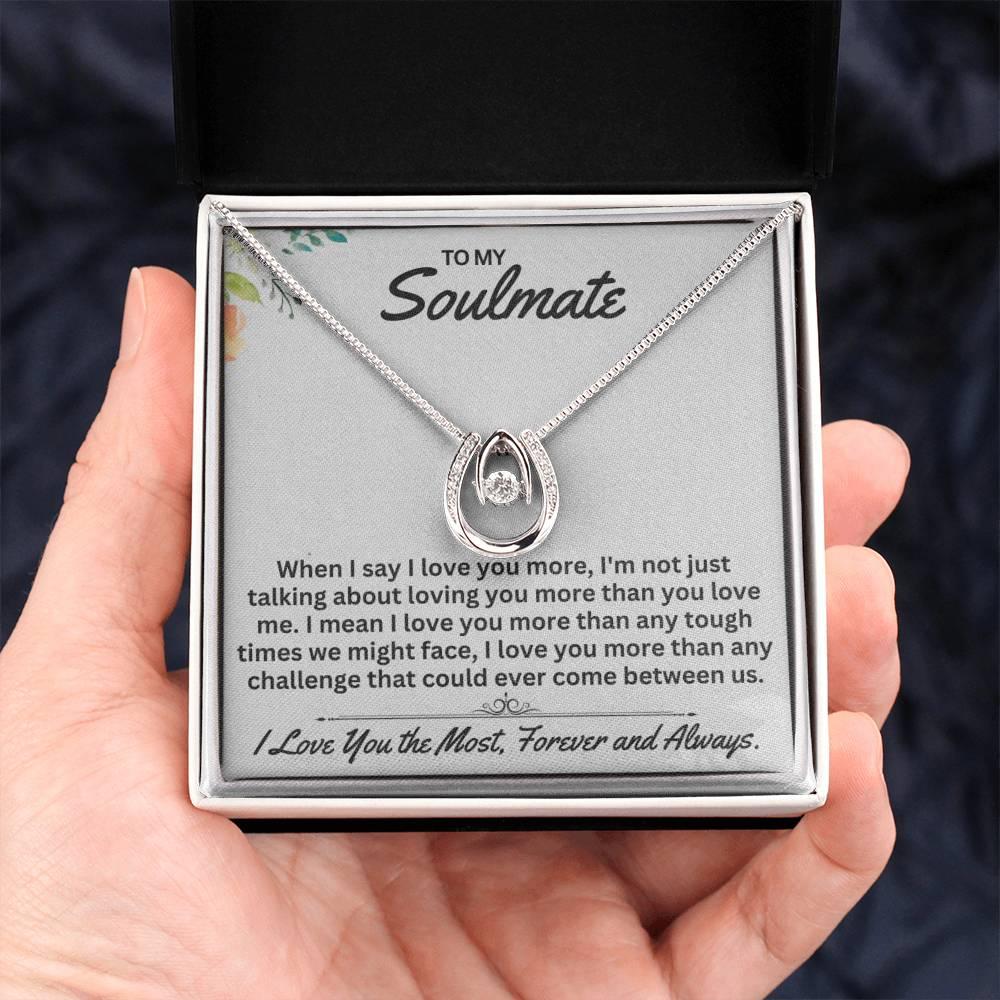 TO MY
Soulmate
When I say I love you more, I'm not just
talking about loving you more than you love
me. I mean I love you more than any tough
times we might face, I love you more than any
challenge that could ever come between us.
I Love You the Most, Forever and Always.